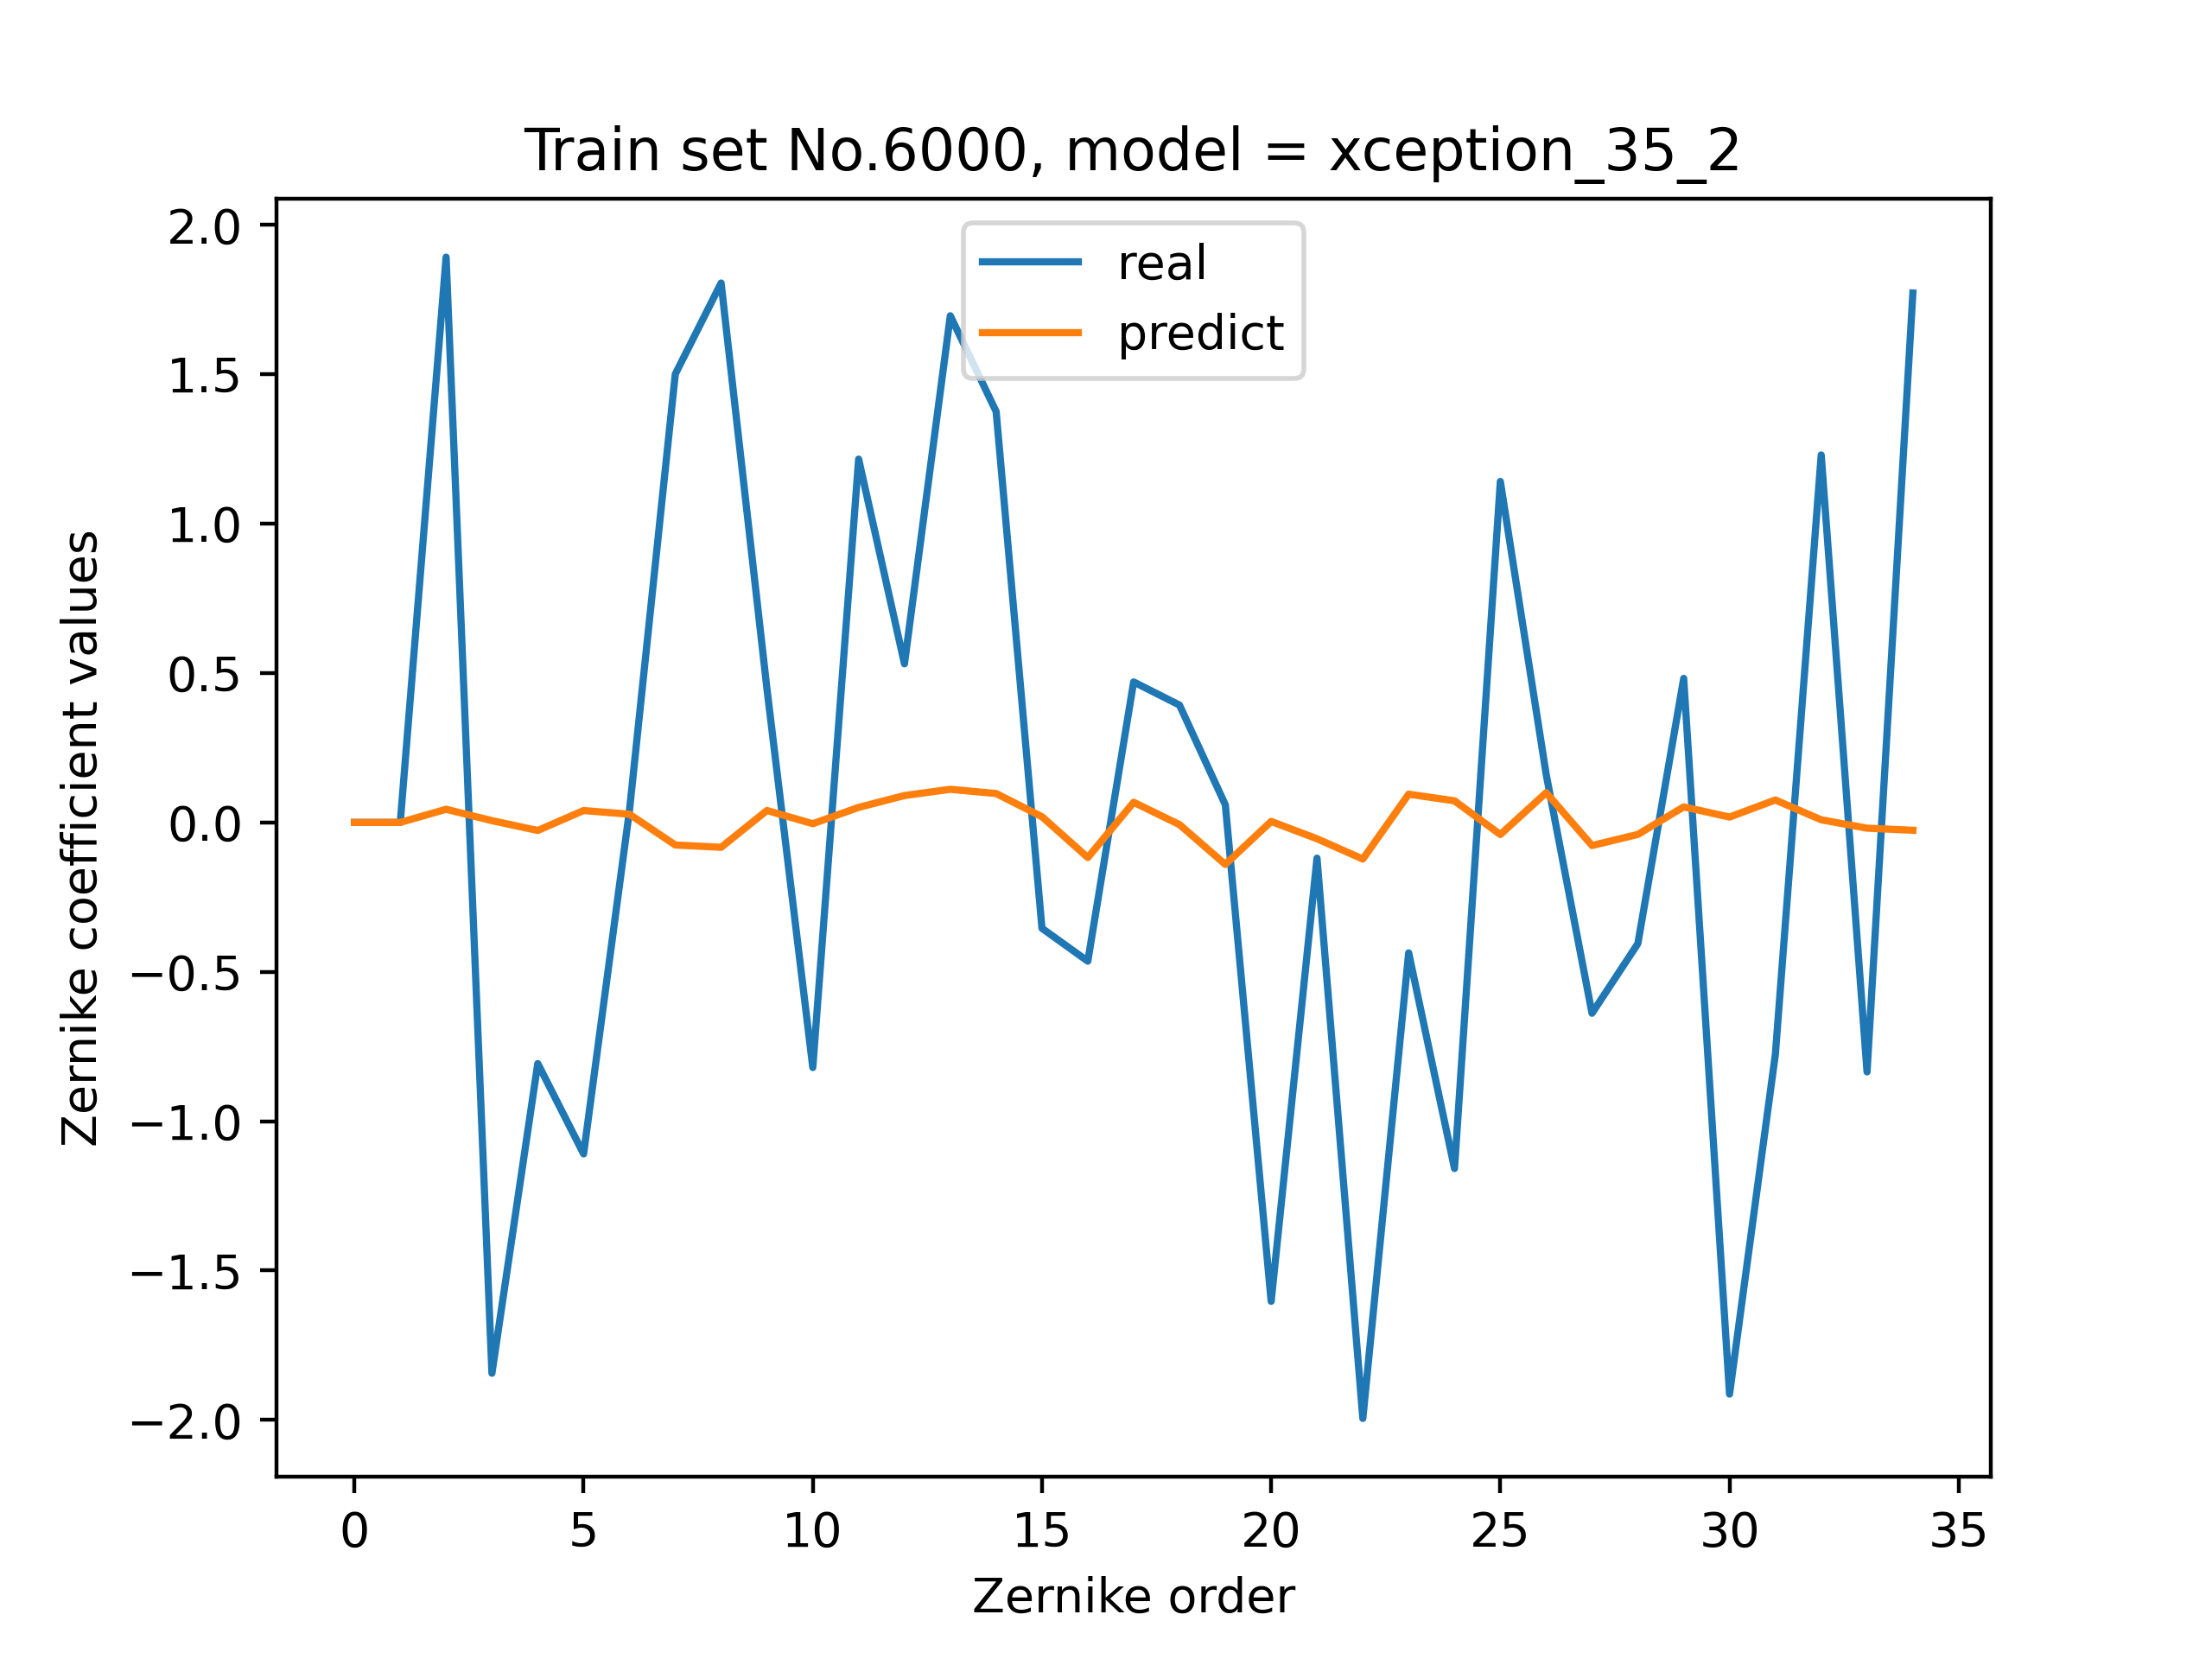 Train set No.6000, model = xception_35_2
real
predict
Zernike coefficient values
2.0
1.5
1.0
0.5
0.0
−0.5
−1.0
−1.5
−2.0
0 5 10 15 20 25 30 35
Zernike order